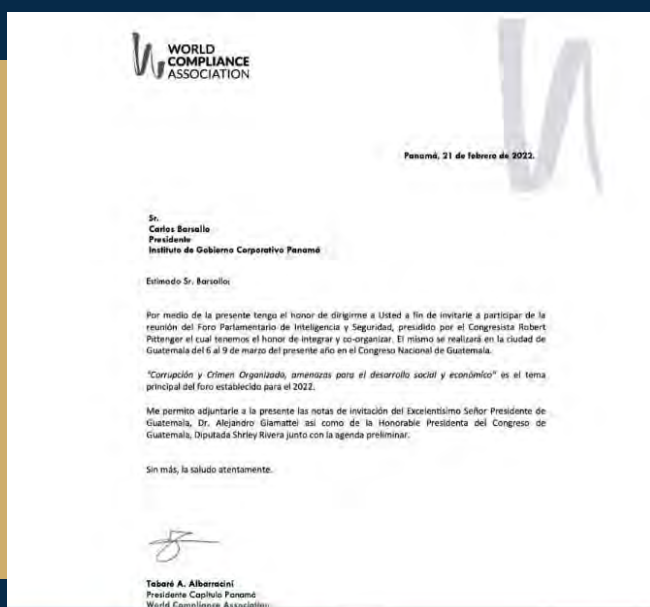 WORLD
COMPLIANCE
ASSOCIATION
Panamá, 21 de febrero de 2022.
Sr.
Carlos Barsallo
Presidente
Instituto de Gobierno Corporativo Panamá
Estimado Sr. Barsallo:
Por medio de la presente tengo el honor de dirigirme a Usted a fin de invitarle a participar de la
reunión del Foro Parlamentario de Inteligencia y Seguridad, presidido por el Congresista Robert
Pittenger el cual tenemos el honor de integrar y co-organizar. El mismo se realizará en la ciudad de
Guatemala del 6 al 9 de marzo del presente año en el Congreso Nacional de Guatemala.
"Corrupción y Crimen Organizado, amenazas para el desarrollo social y económico" es el tema
principal del foro establecido para el 2022.
Me permito adjuntarle a la presente las notas de invitación del Excelentísimo Señor Presidente de
Guatemala, Dr. Alejandro Giamattei así como de la Honorable Presidenta del Congreso de
Guatemala, Diputada Shriley Rivera junto con la agenda preliminar.
Sin más, la saludo atentamente.
Tabaré A. Albarracini
Presidente Capítulo Panamá
World Compliance Association